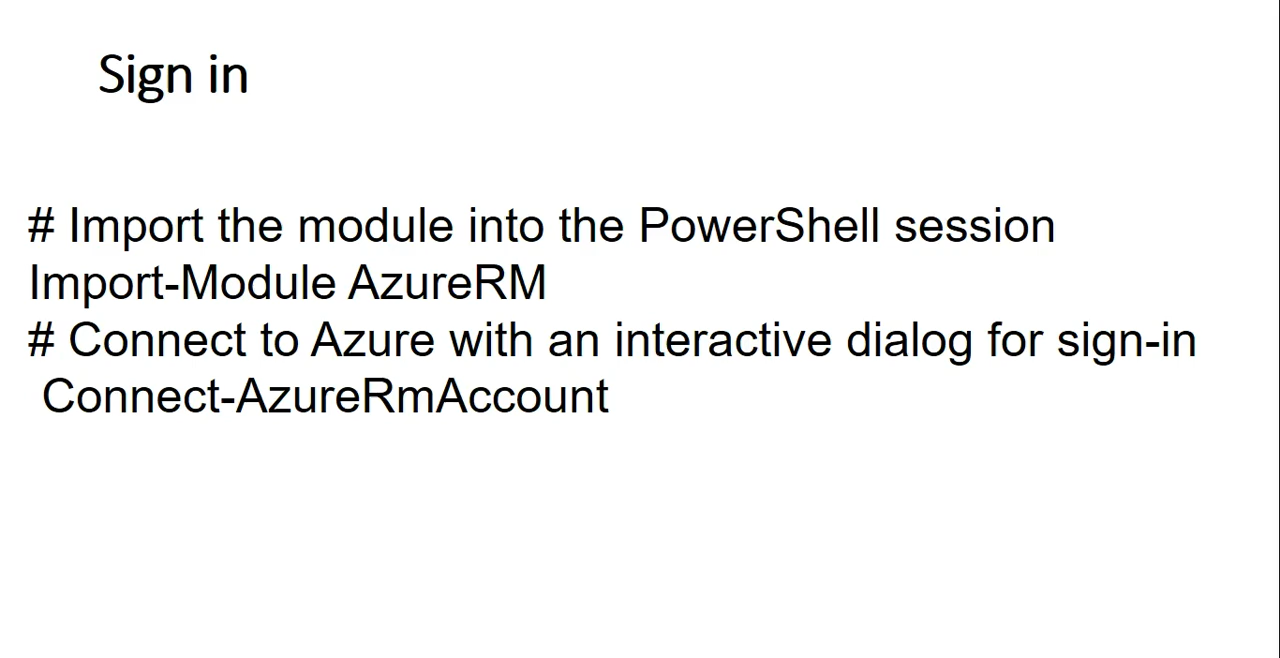 Sign in
# Import the module into the PowerShell session
Import-Module AzureRM
# Connect to Azure with an interactive dialog for sign-in
Connect-AzureRmAccount